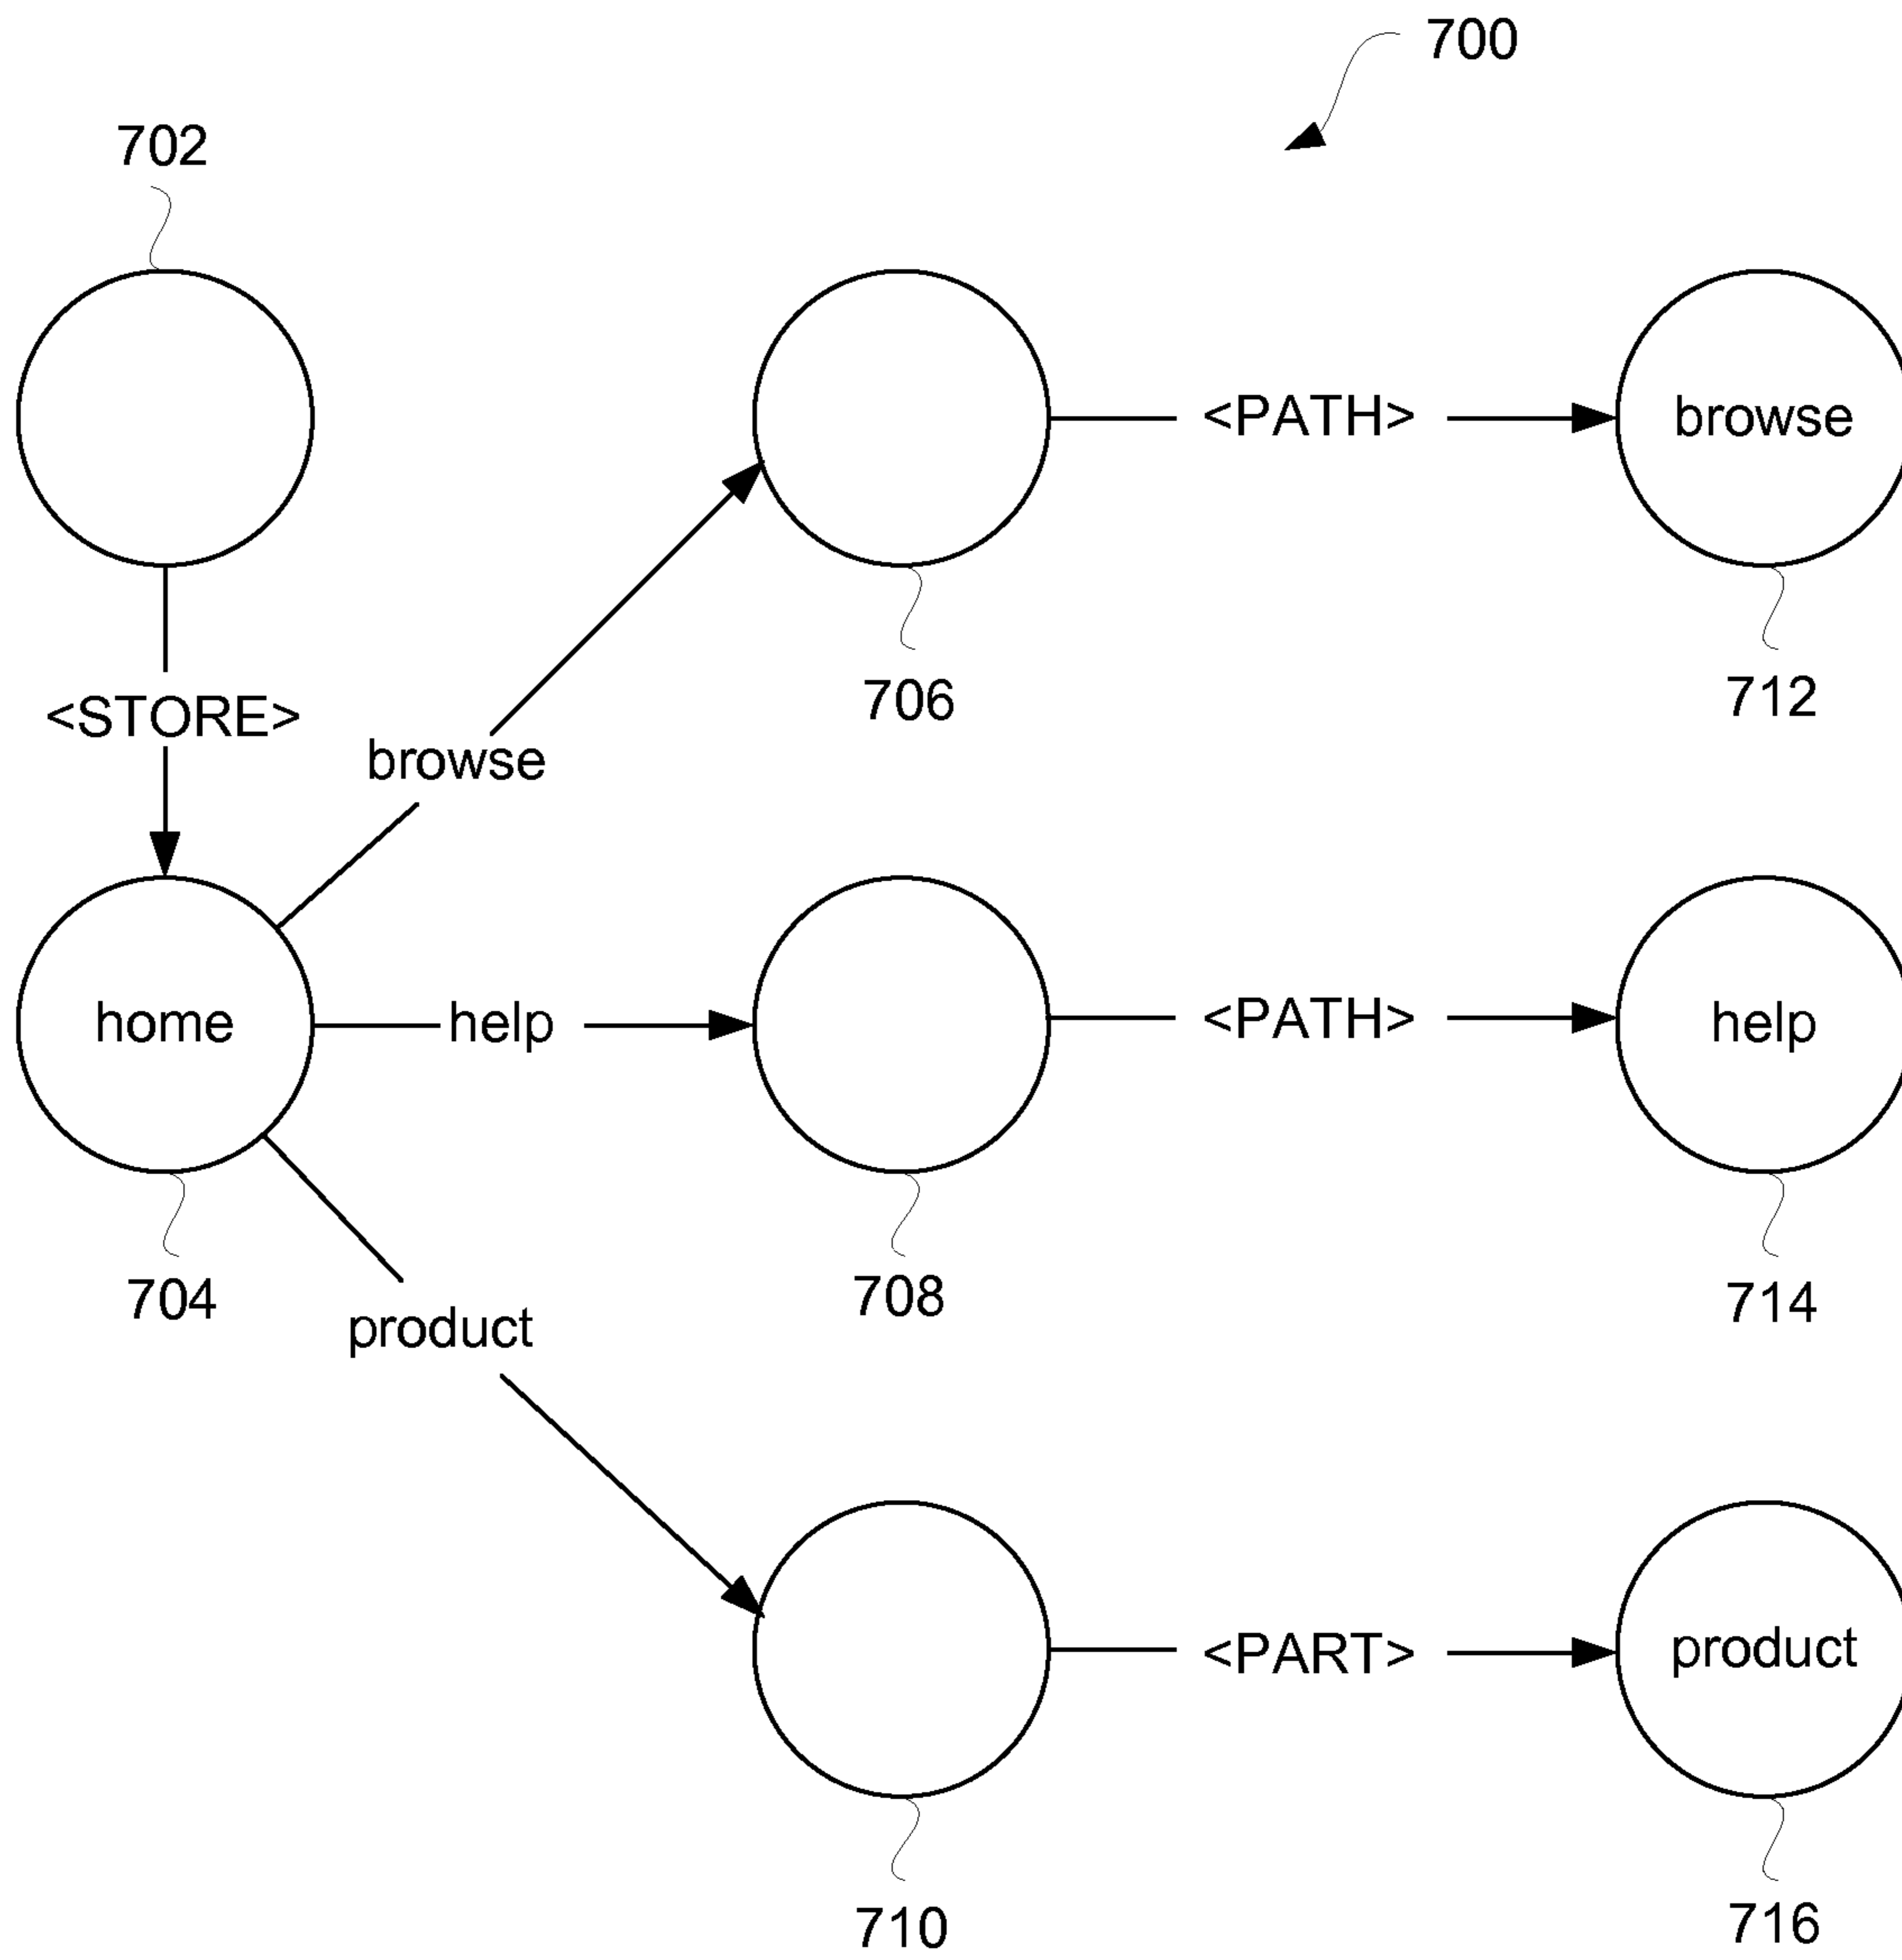 700
702
<PATH>
browse
706
712
<STORE>
browse
home
help
<PATH>
help
704
708
714
product
<PART>
product
710
716